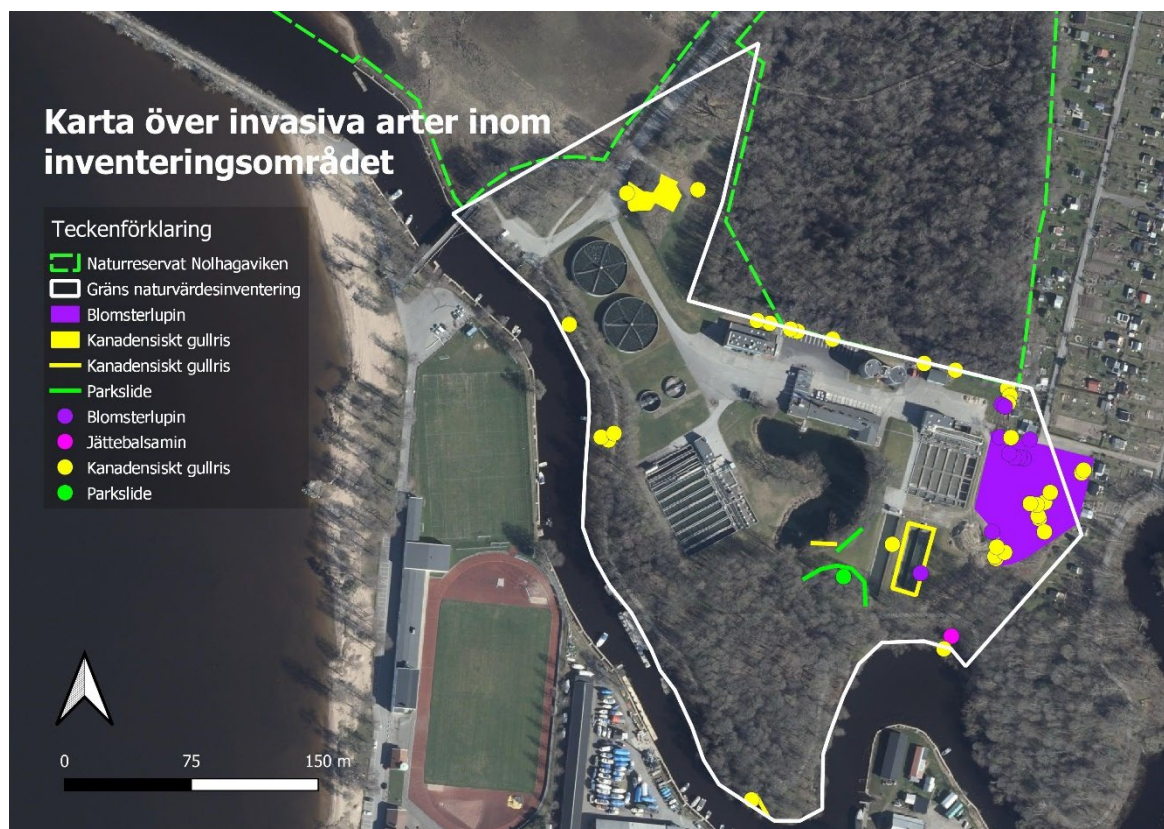 Karta över invasiva arter inom
inventeringsområdet
Teckenförklaring
Naturreservat Nolhagaviken
Gräns naturvärdesinventering
Blomsterlupin
Kanadensiskt gullris
Kanadensiskt gullris
Parkslide
Blomsterlupin
Jättebalsamin
Kanadensiskt gullris
Parkslide
0 75 150 m